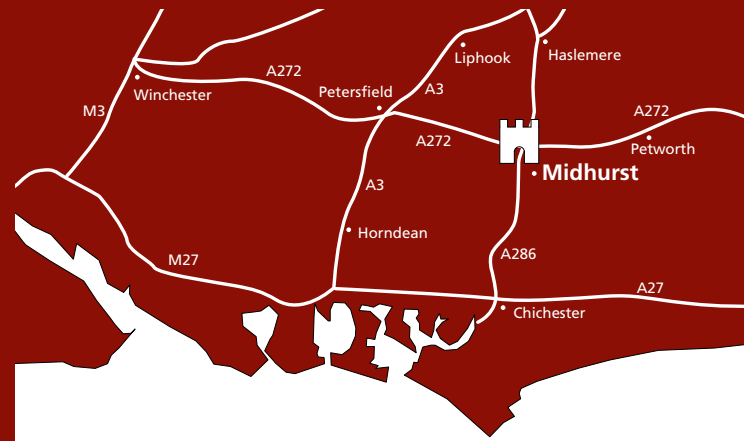 Liphook
Haslemere
A272
Winchester
Petersfield
A3
M3
A272
A272
Petworth
Midhurst
A3
Horndean
M27
A286
A27
Chichester